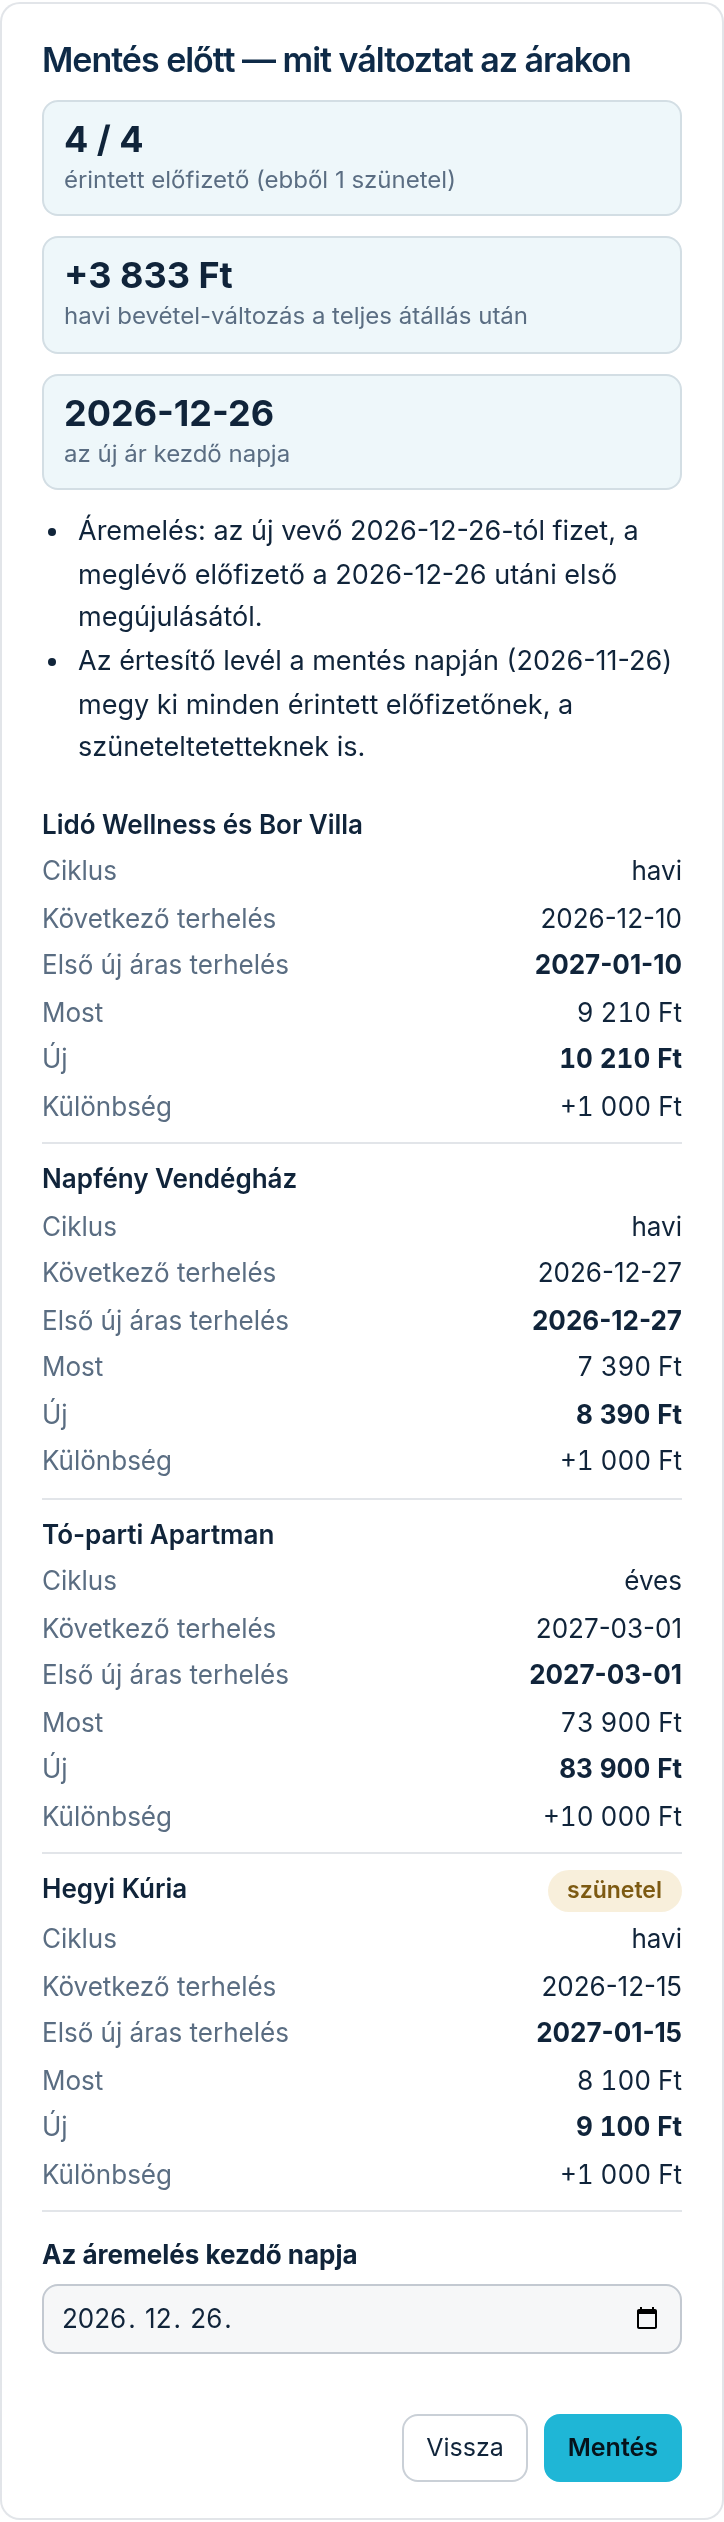 Mentés előtt — mit változtat az árakon
4 / 4
érintett előfizető (ebből 1 szünetel)
+3 833 Ft
havi bevétel-változás a teljes átállás után
2026-12-26
az új ár kezdő napja
• Áremelés: az új vevő 2026-12-26-tól fizet, a
meglévő előfizető a 2026-12-26 utáni első
megújulásától.
• Az értesítő levél a mentés napján (2026-11-26)
megy ki minden érintett előfizetőnek, a
szüneteltetetteknek is.
Lidó Wellness és Bor Villa
Ciklus havi
Következő terhelés 2026-12-10
Első új áras terhelés 2027-01-10
Most 9 210 Ft
Új 10 210 Ft
Különbség +1 000 Ft
Napfény Vendégház
Ciklus havi
Következő terhelés 2026-12-27
Első új áras terhelés 2026-12-27
Most 7 390 Ft
Új 8 390 Ft
Különbség +1 000 Ft
Tó-parti Apartman
Ciklus éves
Következő terhelés 2027-03-01
Első új áras terhelés 2027-03-01
Most 73 900 Ft
Új 83 900 Ft
Különbség +10 000 Ft
Hegyi Kúria szünetel
Ciklus havi
Következő terhelés 2026-12-15
Első új áras terhelés 2027-01-15
Most 8 100 Ft
Új 9 100 Ft
Különbség +1 000 Ft
Az áremelés kezdő napja
2026. 12. 26.
Vissza Mentés